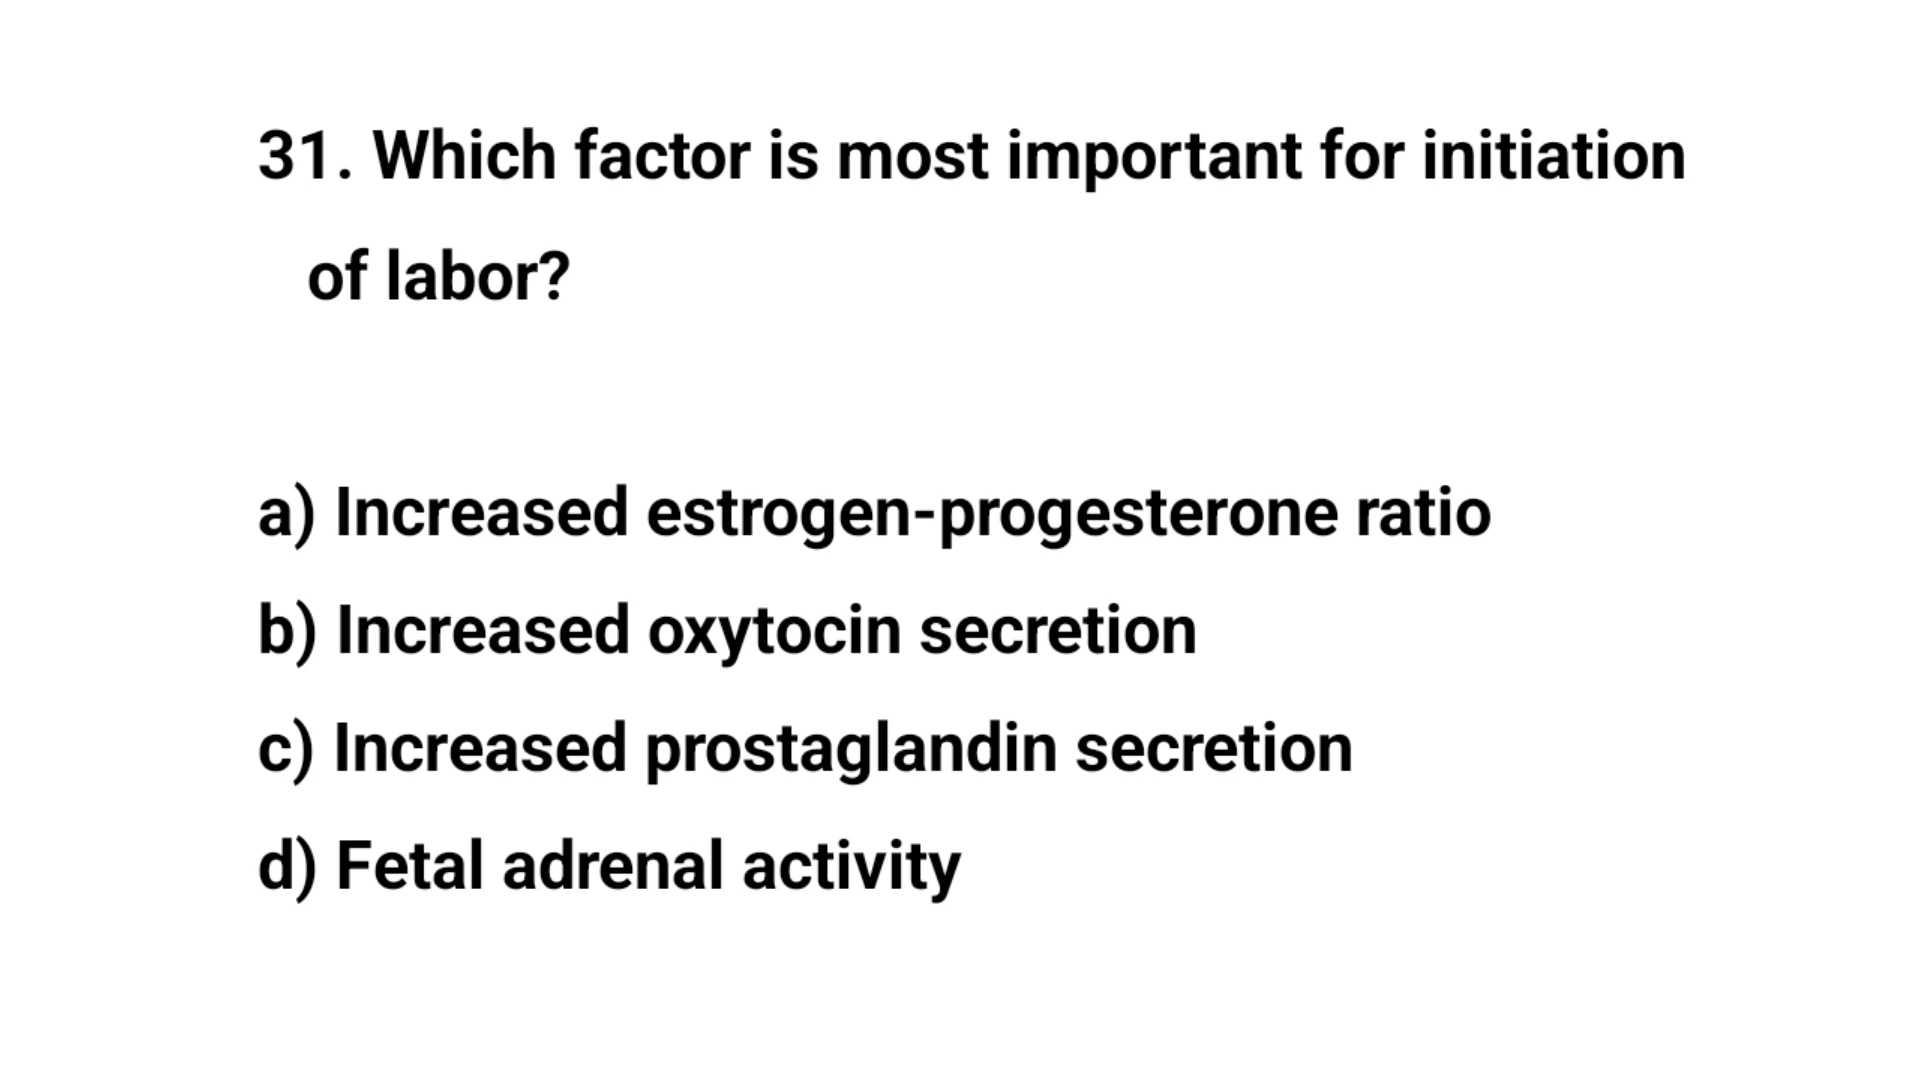 31. Which factor is most important for initiation
of labor?
a) Increased estrogen-progesterone ratio
b) Increased oxytocin secretion
c) Increased prostaglandin secretion
d) Fetal adrenal activity